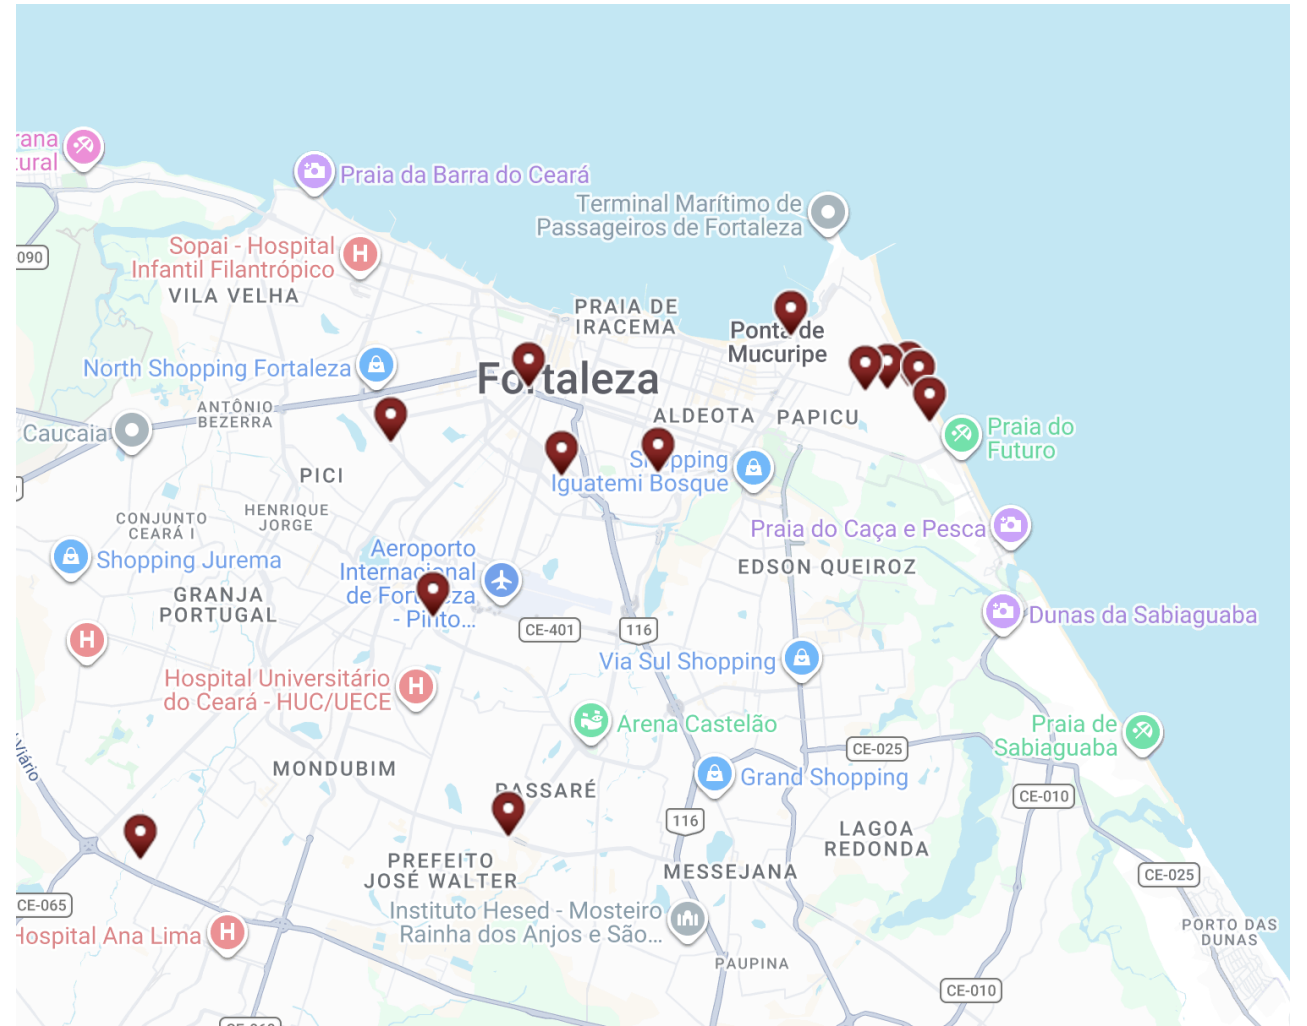 rana
tural
Praia da Barra do Ceará
Terminal Marítimo de
Passageiros de Fortaleza
Sopai - Hospital
Infantil Filantrópico
090
VILA VELHA
PRAIA DE
IRACEMA
Ponta de
Mucuripe
North Shopping Fortaleza
Fortaleza
ANTÔNIO
BEZERRA
ALDEOTA
PAPICU
Caucaia
Praia do
Futuro
Shopping
Iguatemi Bosque
PICI
HENRIQUE
JORGE
CONJUNTO
CEARÁ I
Praia do Caça e Pesca
Aeroporto
Internacional
de Fortaleza
- Pinto...
Shopping Jurema
EDSON QUEIROZ
GRANJA
PORTUGAL
Dunas da Sabiaguaba
CE-401
116
H
Via Sul Shopping
Hospital Universitário
do Ceará - HUC/UECE
Arena Castelão
Praia de
Sabiaguaba
Viário
CE-025
MONDUBIM
Grand Shopping
PASSARÉ
CE-010
116
LAGOA
REDONDA
PREFEITO
JOSÉ WALTER
MESSEJANA
CE-025
CE-065
Instituto Hesed - Mosteiro
Rainha dos Anjos e São...
Hospital Ana Lima
PORTO DAS
DUNAS
PAUPINA
CE-010